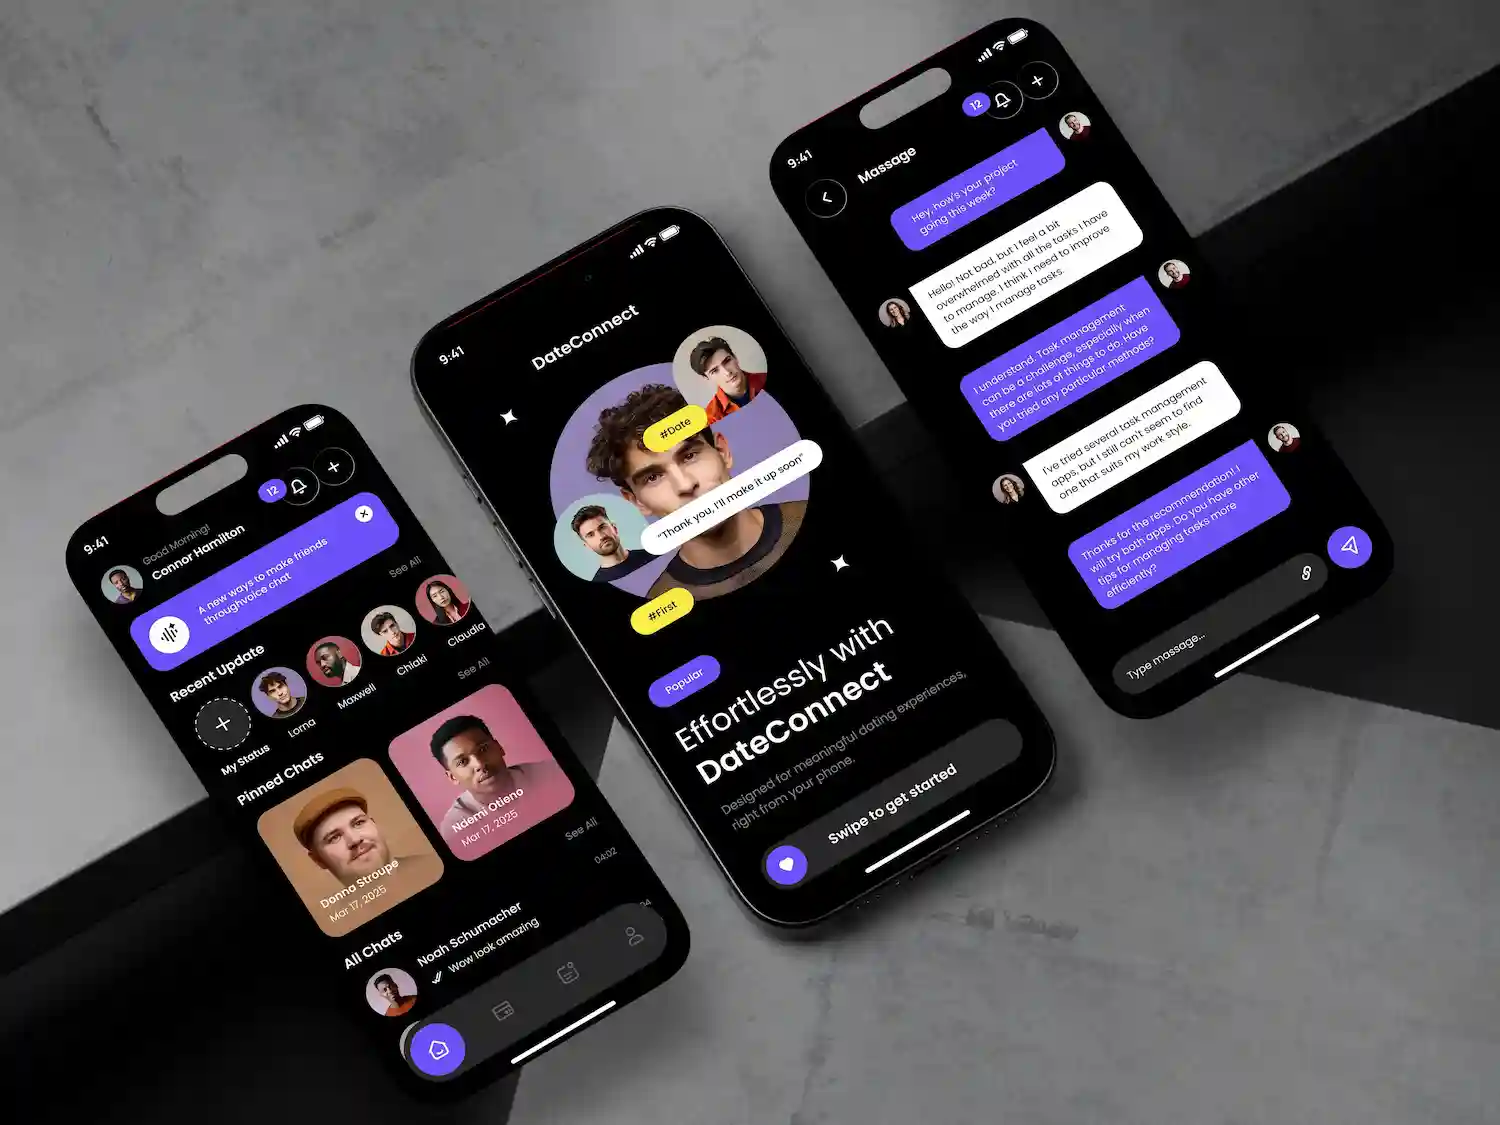 9:41
12
Good Morning!
Connor Hamilton
A new ways to make friends
throughvoice chat
Recent Update
See All
My Status
Lorna
Maxwell
Chlaki
Claudia
Pinned Chats
See All
Donna Stroupe
Mar 17, 2025
Ndemi Otieno
Mar 17, 2025
All Chats
See All
Noah Schumacher
04:02
Wow look amazing
04
9:41
DateConnect
#Date
"Thank you, I'll make it up soon"
#First
Popular
Effortlessly with
DateConnect
Designed for meaningful dating experiences,
right from your phone.
Swipe to get started
9:41
Massage
12
Hey, how's your project
going this week?
Hello! Not bad, but I feel a bit
overwhelmed with all the tasks I have
to manage. I think I need to improve
the way I manage tasks.
I understand. Task management
can be a challenge, especially when
there are lots of things to do. Have
you tried any particular methods?
I've tried several task management
apps, but I still can't seem to find
one that suits my work style.
Thanks for the recommendation! I
will try both apps. Do you have other
tips for managing tasks more
efficiently?
Type massage...